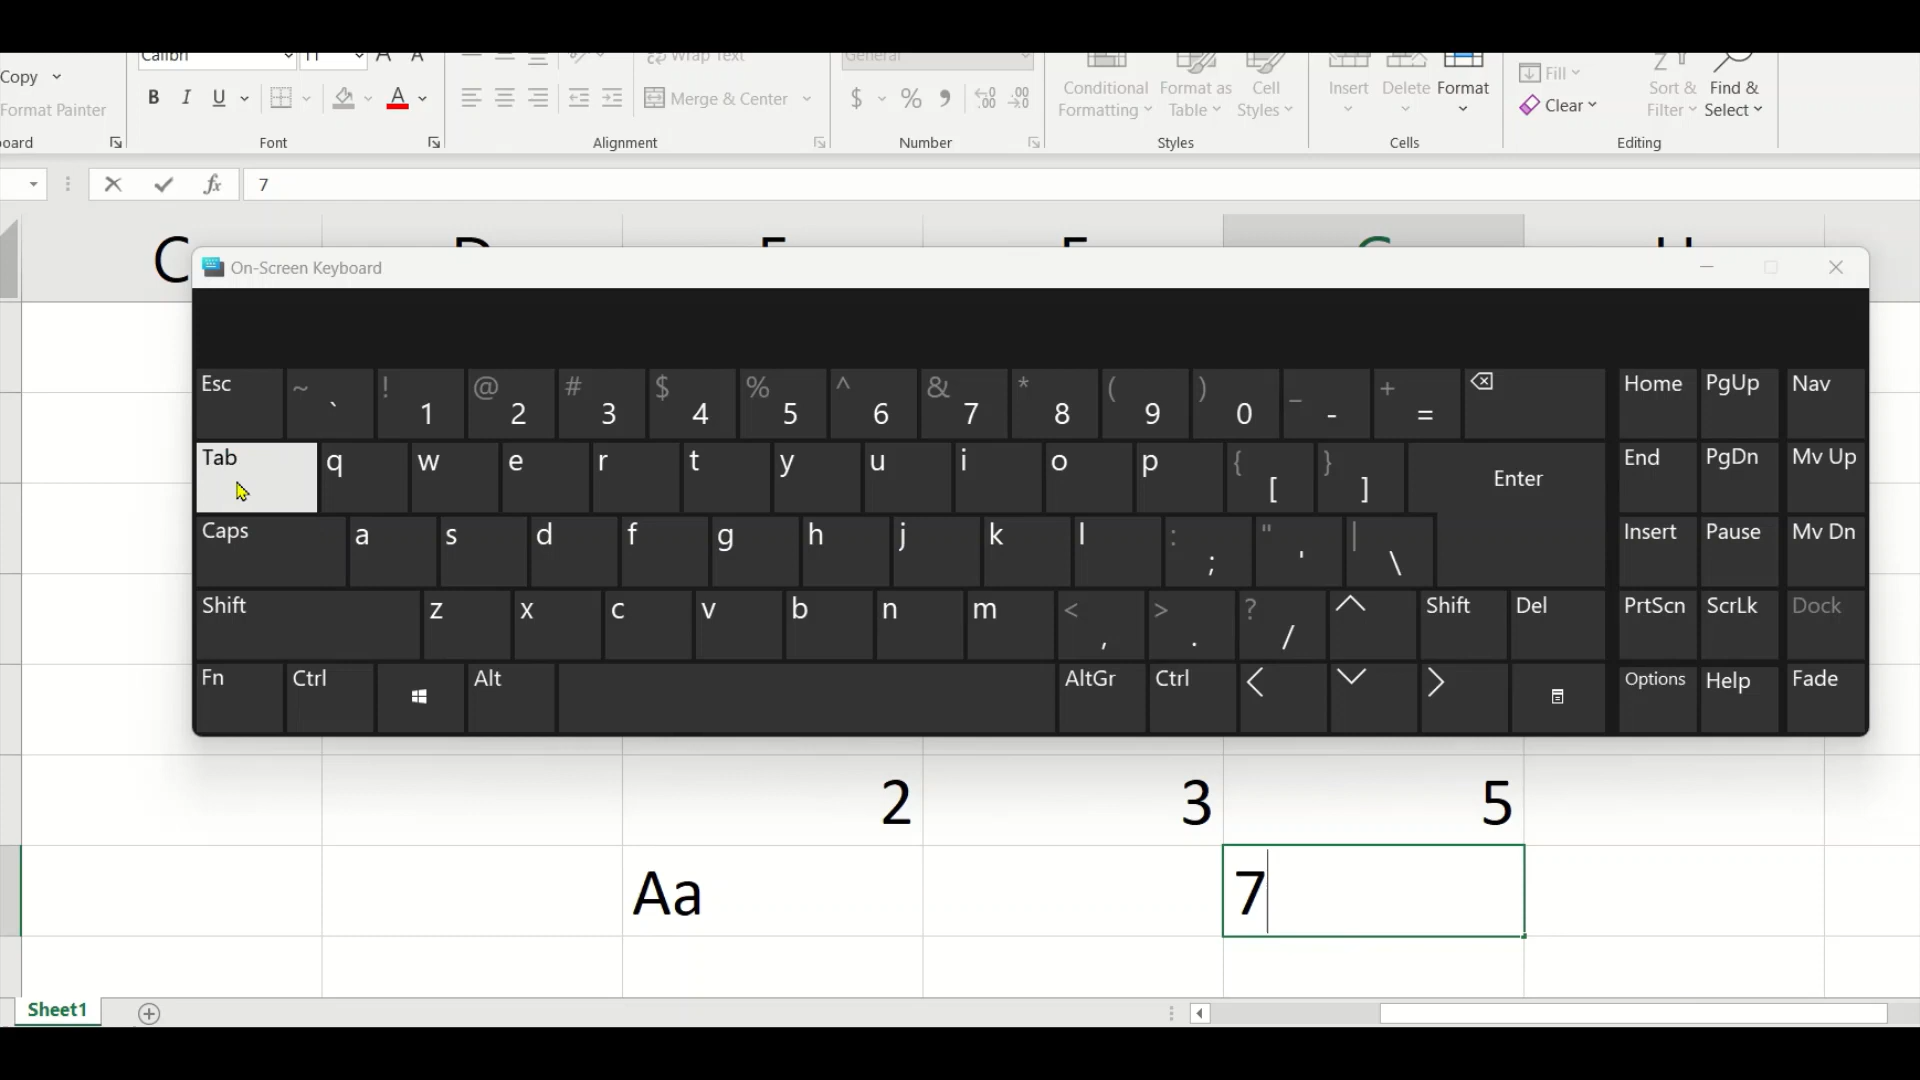 Calibri 11 A A Wrap Text General
Copy Conditional Format as Cell Insert Delete Format Fill Sort & Find &
Format Painter B I U A Merge & Center $ % , Formatting Table Styles Clear Filter Select
oard Font Alignment Number Styles Cells Editing
fx 7
C D G H
On-Screen Keyboard
Esc ~ ` ! 1 @ 2 # 3 $ 4 % 5 ^ 6 & 7 * 8 ( 9 ) 0 _ - + = Home PgUp Nav
Tab q w e r t y u i o p { [ } ] Enter End PgDn Mv Up
Caps a s d f g h j k l : ; " ' | \ Insert Pause Mv Dn
Shift z x c v b n m < , > . ? / Shift Del PrtScn ScrLk Dock
Fn Ctrl Alt AltGr Ctrl Options Help Fade
2 3 5
Aa 7
Sheet1